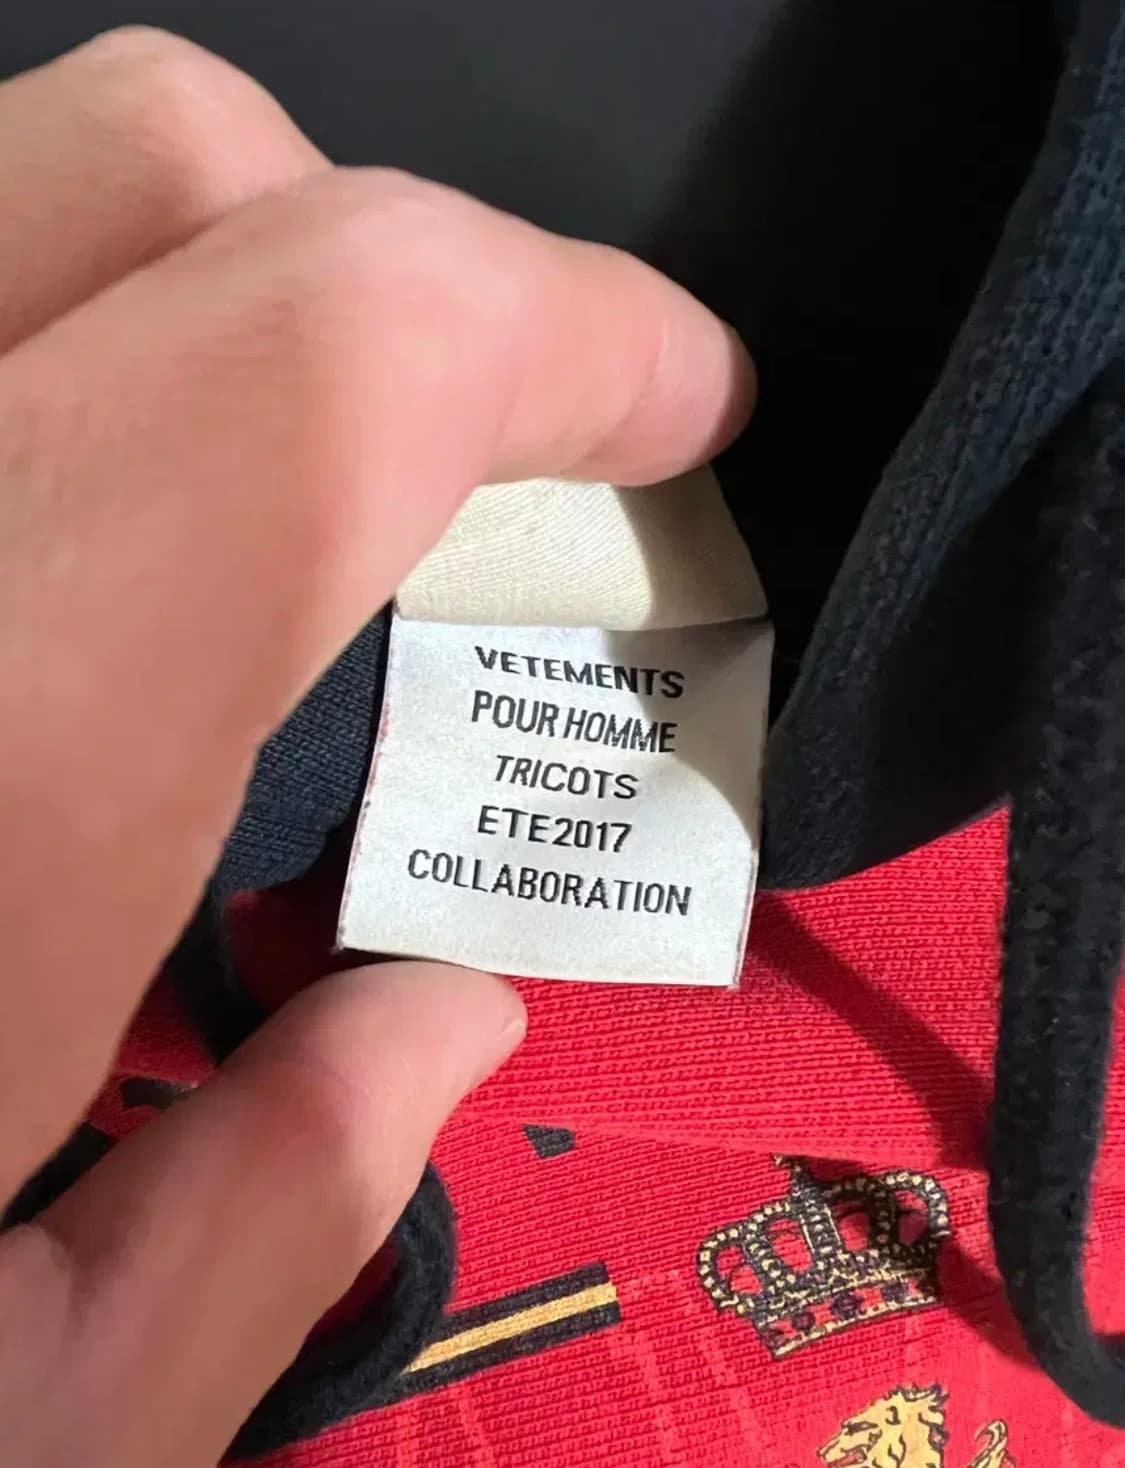 VETEMENTS
POUR HOMME
TRICOTS
ETE2017
COLLABORATION